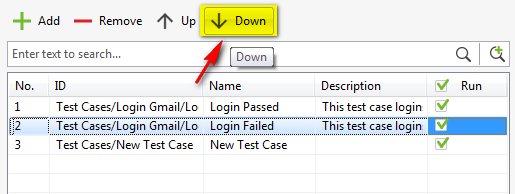 Add Remove Up Down
Enter text to search...
Down
No. ID Name Description Run
1 Test Cases/Login Gmail/Lo Login Passed This test case login
2 Test Cases/Login Gmail/Lo Login Failed This test case login
3 Test Cases/New Test Case New Test Case